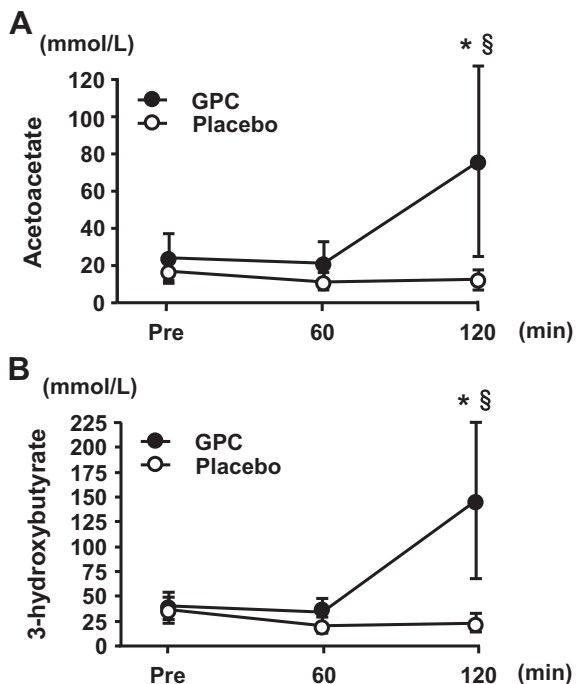 A
(mmol/L)
* §
120
100
80
60
40
20
0
Acetoacetate
GPC
Placebo
Pre 60 120 (min)
B
(mmol/L)
* §
225
200
175
150
125
100
75
50
25
0
3-hydroxybutyrate
GPC
Placebo
Pre 60 120 (min)